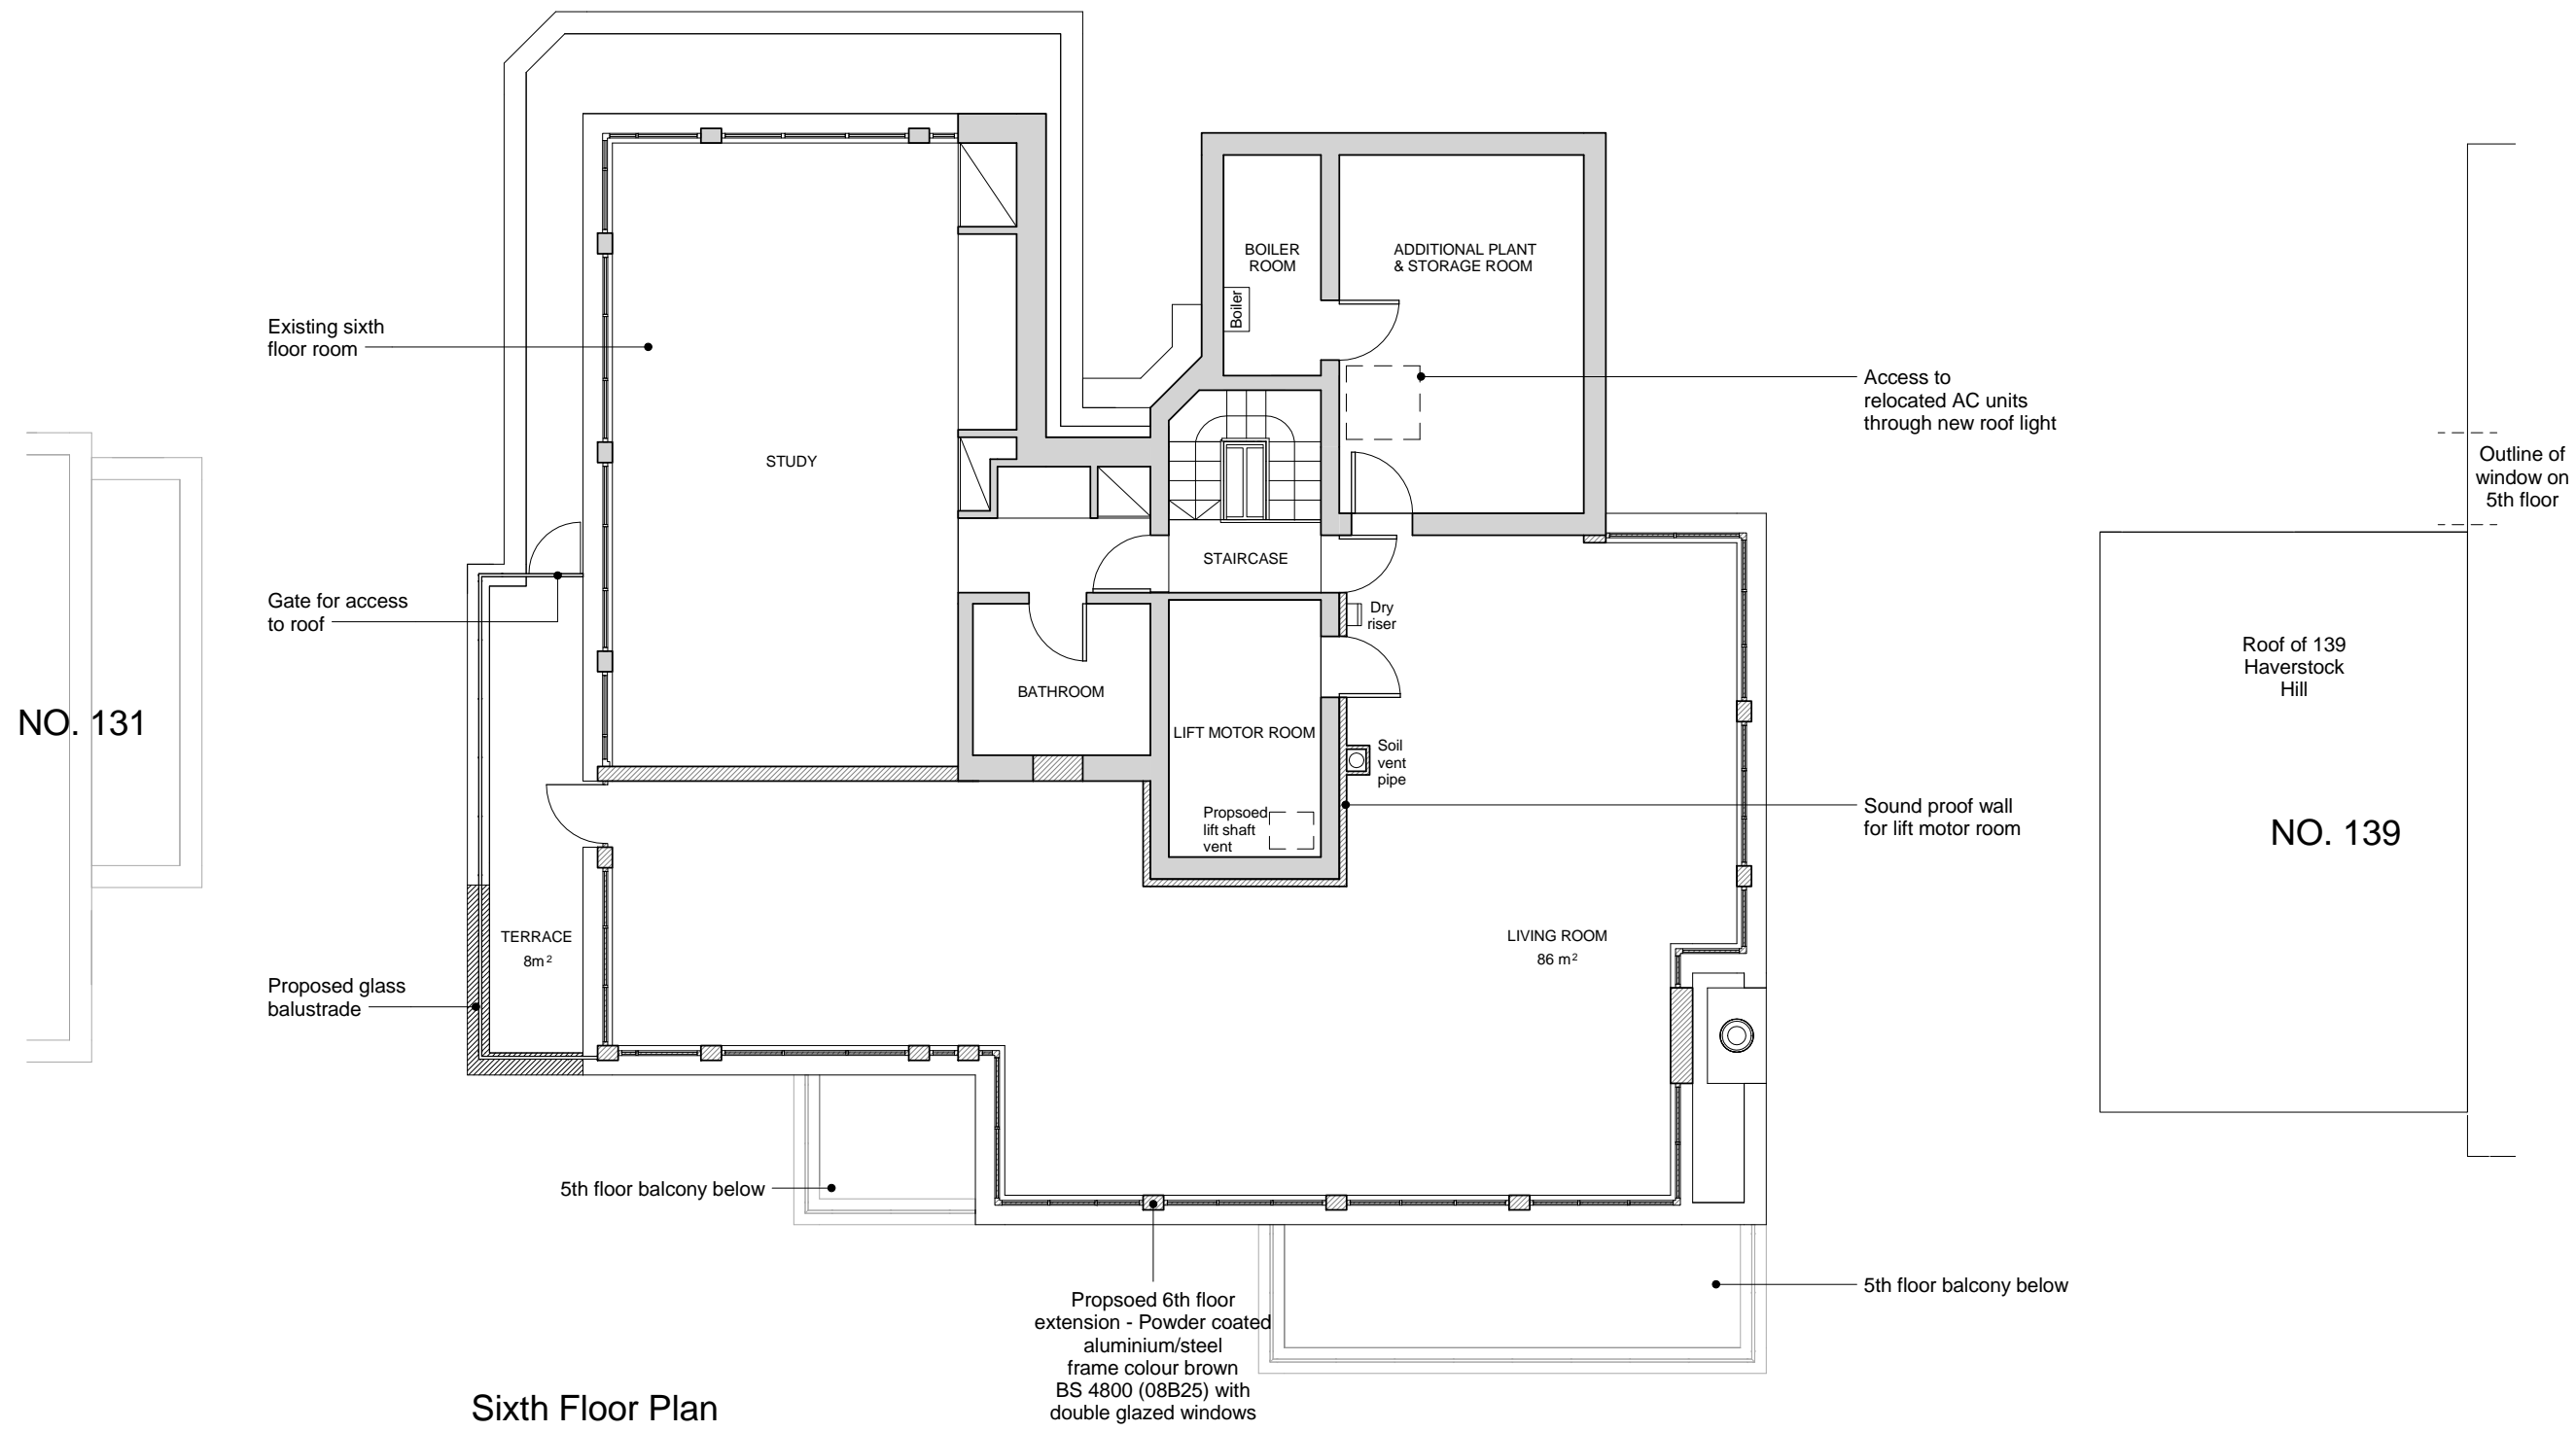 BOILER
ROOM
Boiler
ADDITIONAL PLANT
& STORAGE ROOM
Existing sixth
floor room
Access to
relocated AC units
through new roof light
STUDY
Outline of
window on
5th floor
STAIRCASE
Gate for access
to roof
Dry
riser
Roof of 139
Haverstock
Hill
NO. 131
BATHROOM
LIFT MOTOR ROOM
Soil
vent
pipe
Propsoed
lift shaft
vent
Sound proof wall
for lift motor room
NO. 139
TERRACE
8m²
LIVING ROOM
86 m²
Proposed glass
balustrade
5th floor balcony below
5th floor balcony below
Propsoed 6th floor
extension - Powder coated
aluminium/steel
frame colour brown
BS 4800 (08B25) with
double glazed windows
Sixth Floor Plan